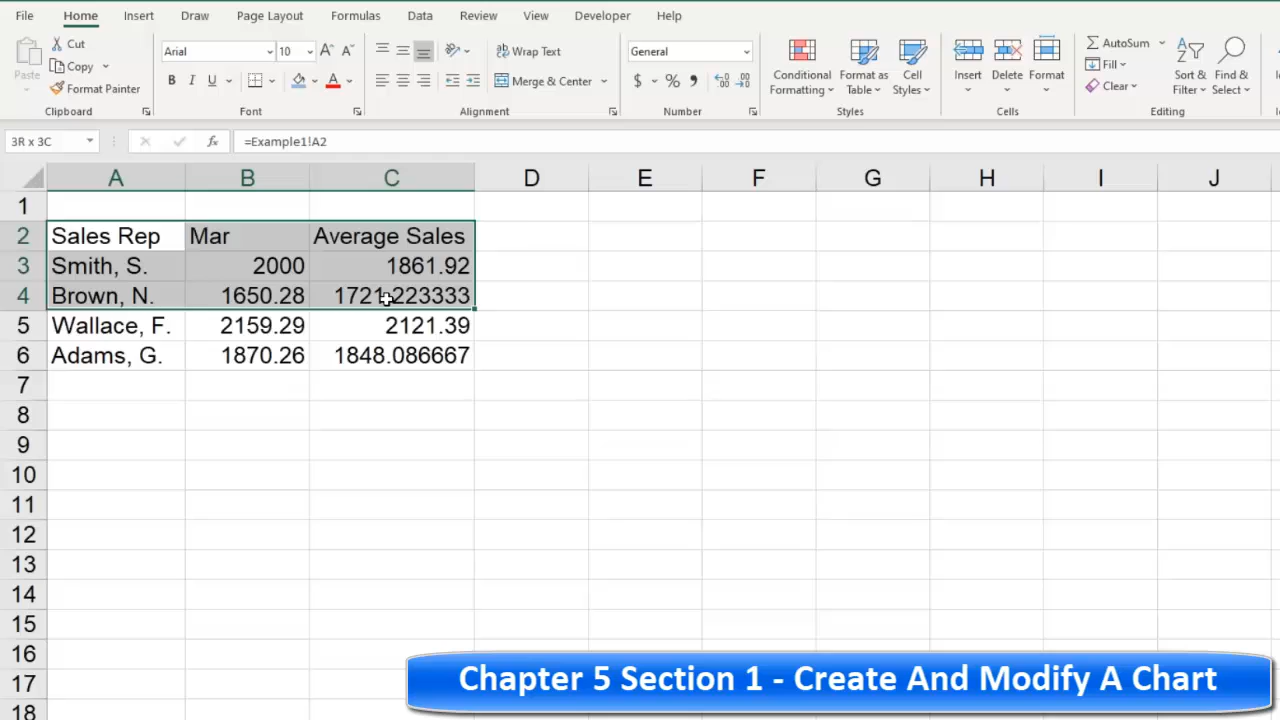 File Home Insert Draw Page Layout Formulas Data Review View Developer Help
Paste
Cut
Copy
Format Painter
Clipboard
Arial 10 A A
B I U A
Font
Wrap Text
Merge & Center
Alignment
General
$ % ,
Number
Conditional Formatting
Format as Table
Cell Styles
Styles
Insert Delete Format
Cells
AutoSum
Fill
Clear
Sort & Filter
Find & Select
Editing
3R x 3C fx =Example1!A2
A B C D E F G H I J
1
2 Sales Rep Mar Average Sales
3 Smith, S. 2000 1861.92
4 Brown, N. 1650.28 1721.223333
5 Wallace, F. 2159.29 2121.39
6 Adams, G. 1870.26 1848.086667
7
8
9
10
11
12
13
14
15
16
17
18
Chapter 5 Section 1 - Create And Modify A Chart